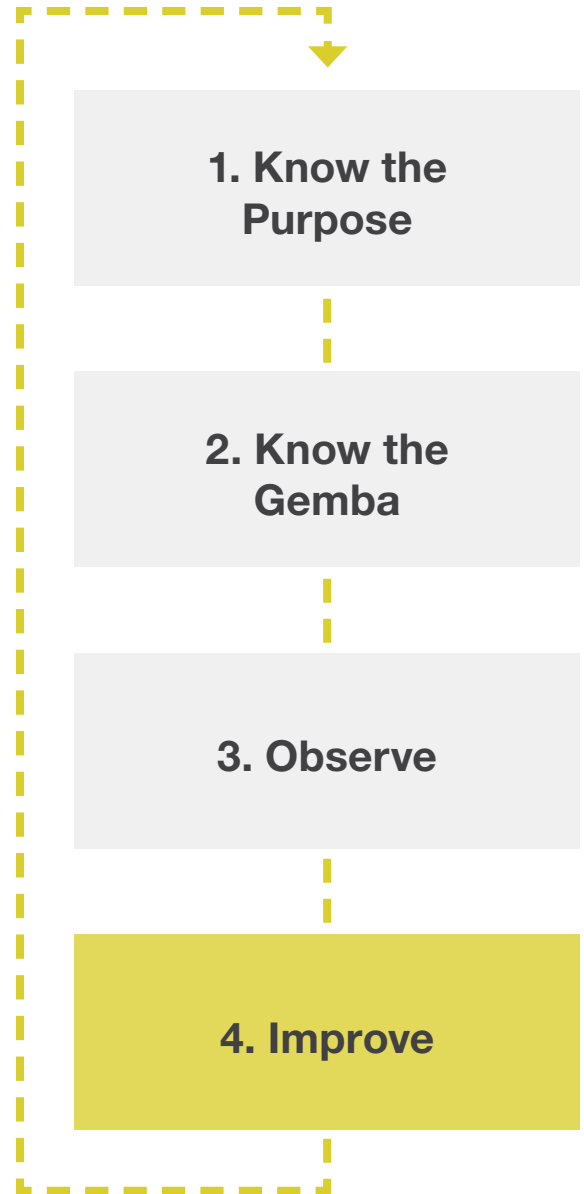 1. Know the
Purpose
2. Know the
Gemba
3. Observe
4. Improve